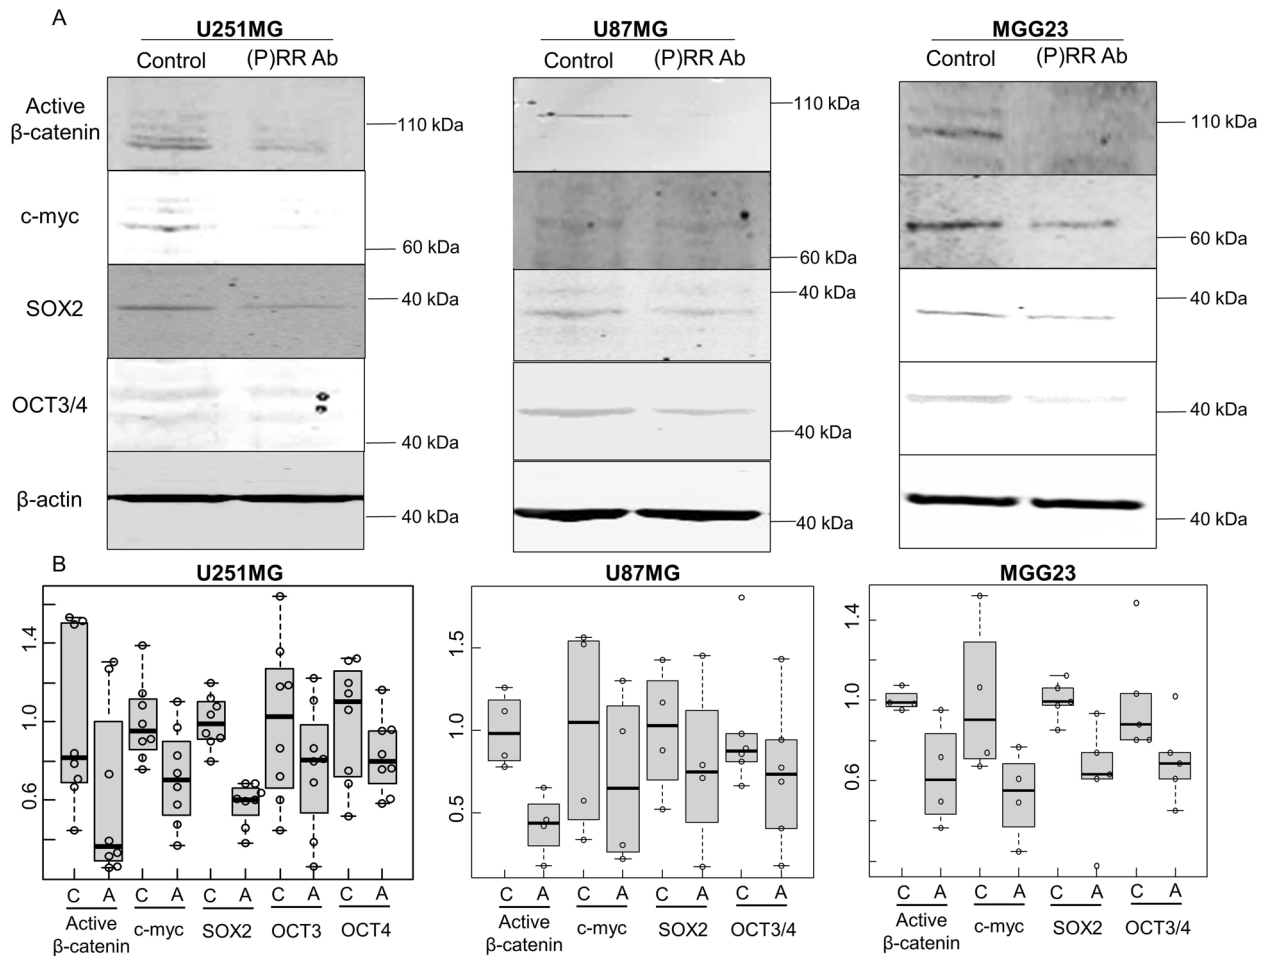 A
U251MG
U87MG
MGG23
Control (P)RR Ab
Control (P)RR Ab
Control (P)RR Ab
Active
β-catenin
110 kDa
110 kDa
110 kDa
c-myc
60 kDa
60 kDa
60 kDa
SOX2
40 kDa
40 kDa
40 kDa
OCT3/4
40 kDa
40 kDa
40 kDa
β-actin
40 kDa
40 kDa
40 kDa
B
U251MG
1.4
1.0
0.6
C A C A C A C A C A
Active
β-catenin
c-myc
SOX2
OCT3
OCT4
U87MG
1.5
1.0
0.5
C A C A C A C A
Active
β-catenin
c-myc
SOX2
OCT3/4
MGG23
1.4
1.0
0.6
C A C A C A C A
Active
β-catenin
c-myc
SOX2
OCT3/4